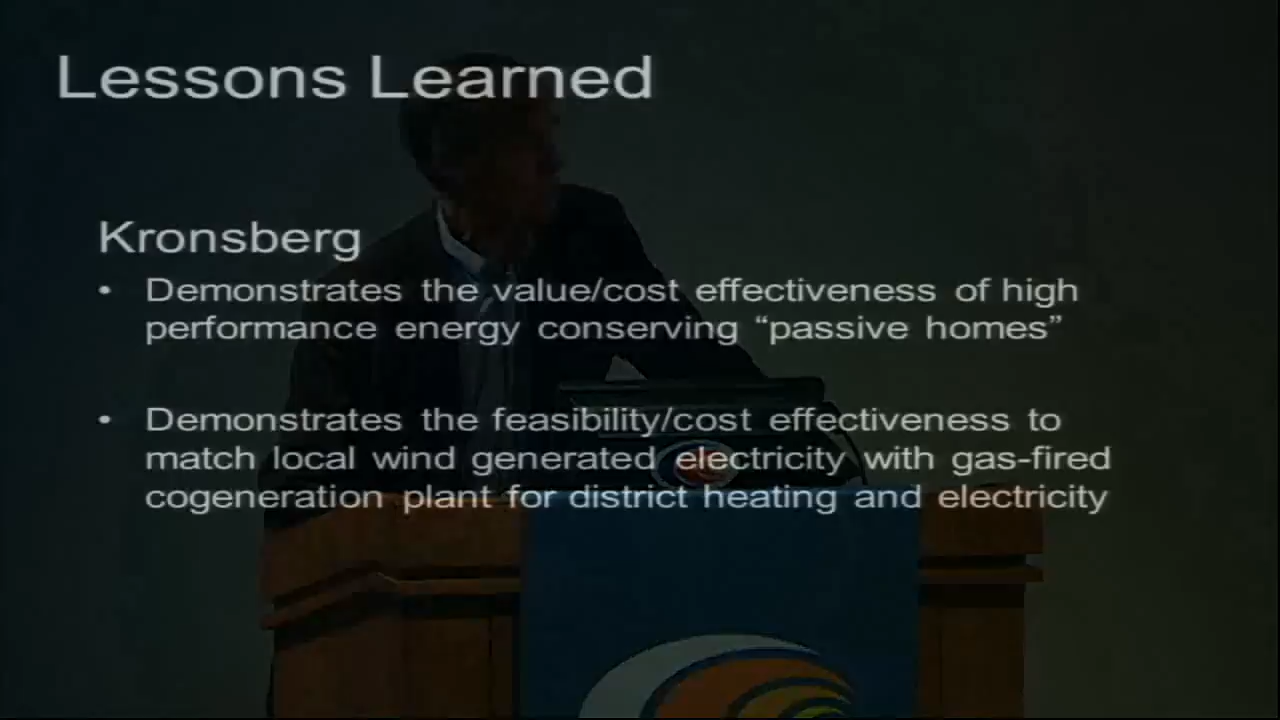 Lessons Learned
Kronsberg
• Demonstrates the value/cost effectiveness of high
performance energy conserving “passive homes”
• Demonstrates the feasibility/cost effectiveness to
match local wind generated electricity with gas-fired
cogeneration plant for district heating and electricity